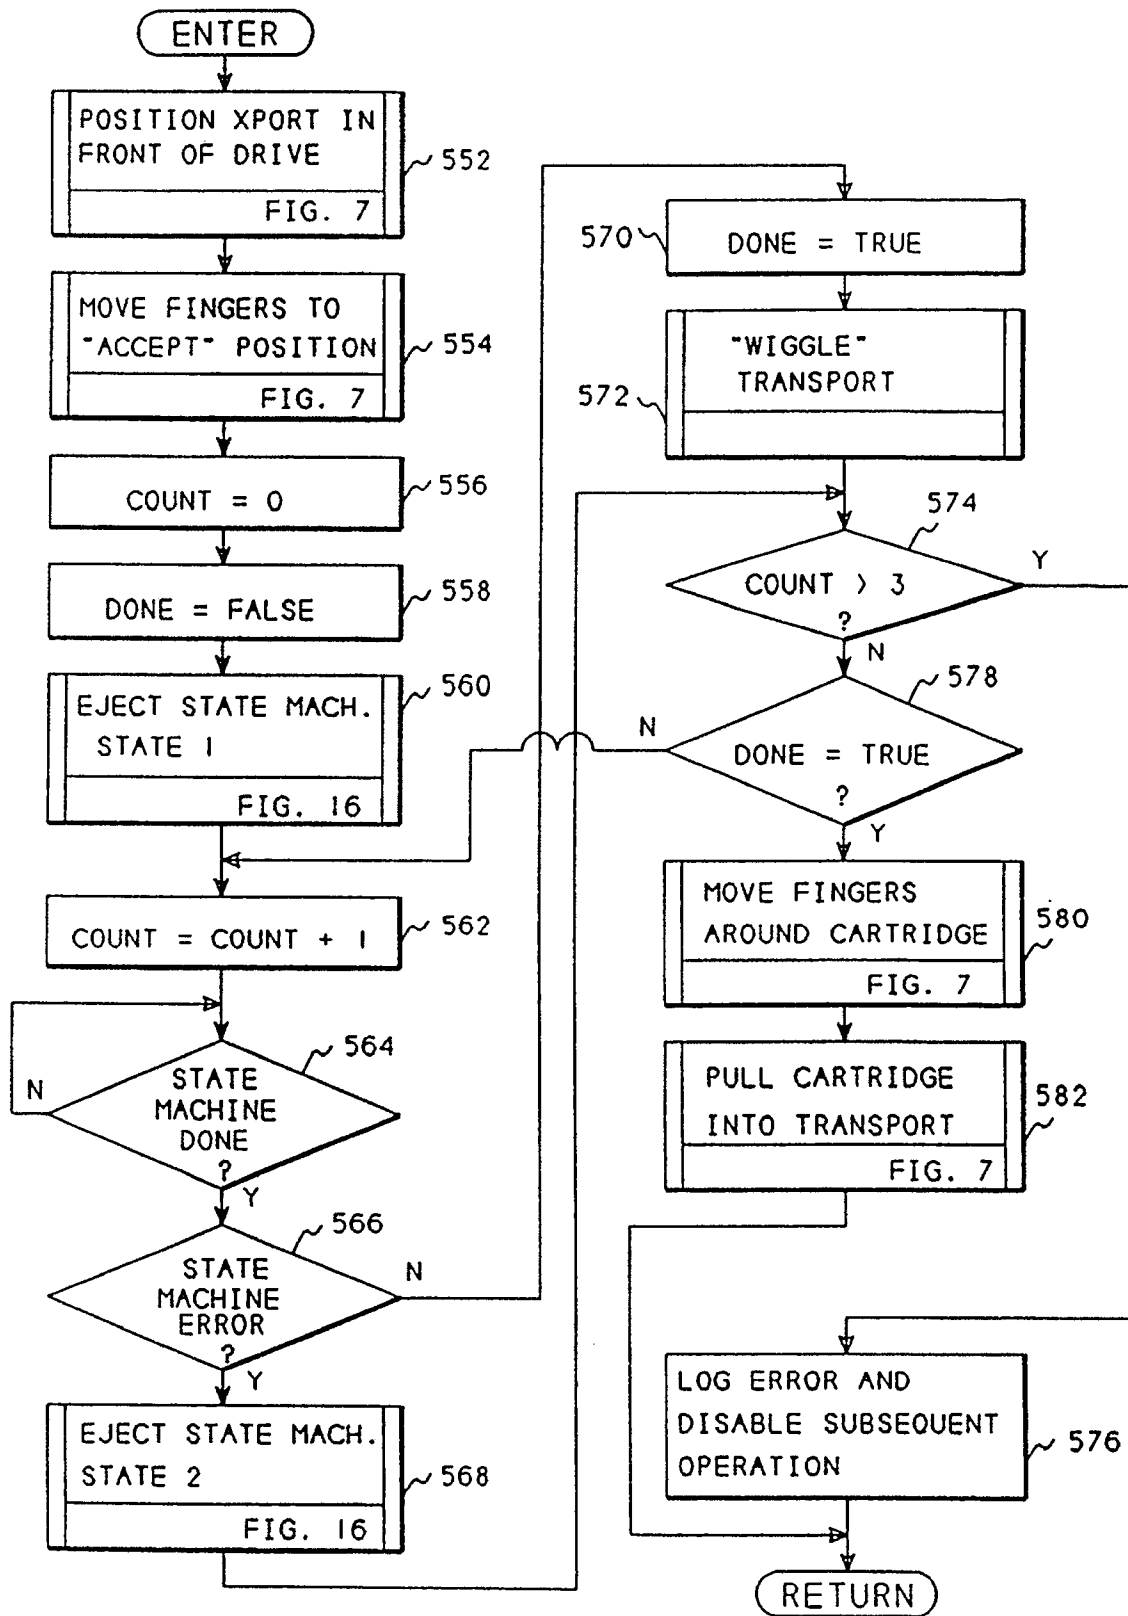 ENTER
POSITION XPORT IN
FRONT OF DRIVE
FIG. 7
552
MOVE FINGERS TO
"ACCEPT" POSITION
FIG. 7
554
COUNT = 0
556
DONE = FALSE
558
EJECT STATE MACH.
STATE 1
FIG. 16
560
COUNT = COUNT + 1
562
STATE
MACHINE
DONE
?
564
N
Y
STATE
MACHINE
ERROR
?
566
N
Y
EJECT STATE MACH.
STATE 2
FIG. 16
568
570
DONE = TRUE
"WIGGLE"
TRANSPORT
572
574
COUNT > 3
?
Y
N
578
DONE = TRUE
?
N
Y
MOVE FINGERS
AROUND CARTRIDGE
FIG. 7
580
PULL CARTRIDGE
INTO TRANSPORT
FIG. 7
582
LOG ERROR AND
DISABLE SUBSEQUENT
OPERATION
576
RETURN